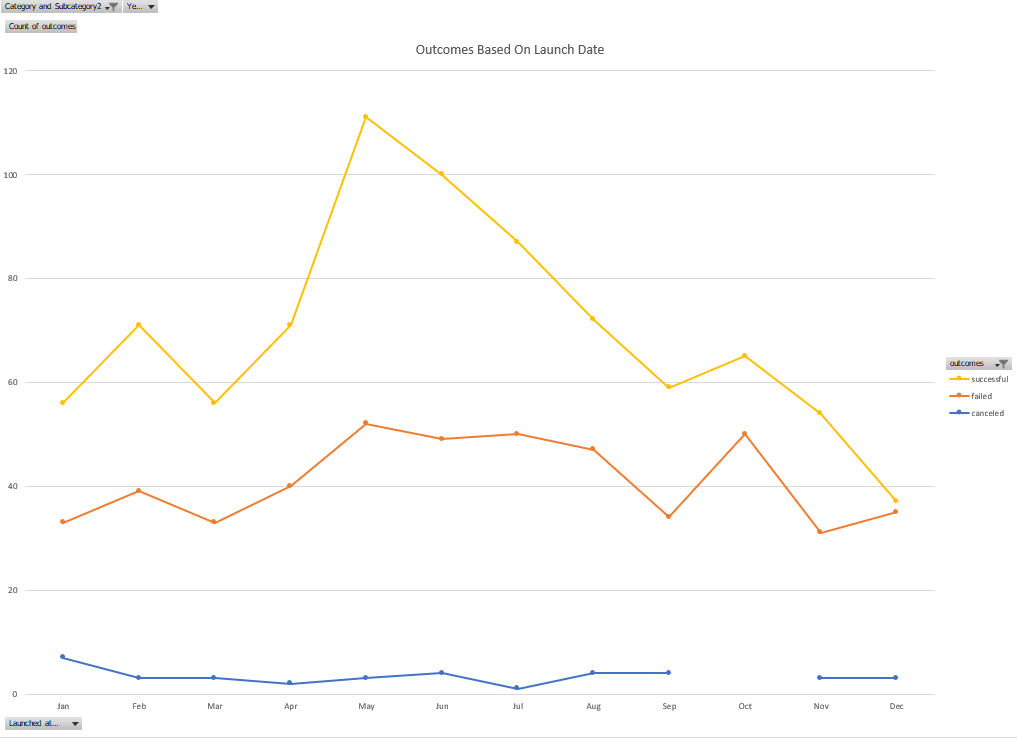 Category and Subcategory2 Ye...
Count of outcomes
Outcomes Based On Launch Date
120
100
80
60
40
20
0
Jan Feb Mar Apr May Jun Jul Aug Sep Oct Nov Dec
outcomes
successful
failed
canceled
Launched at...